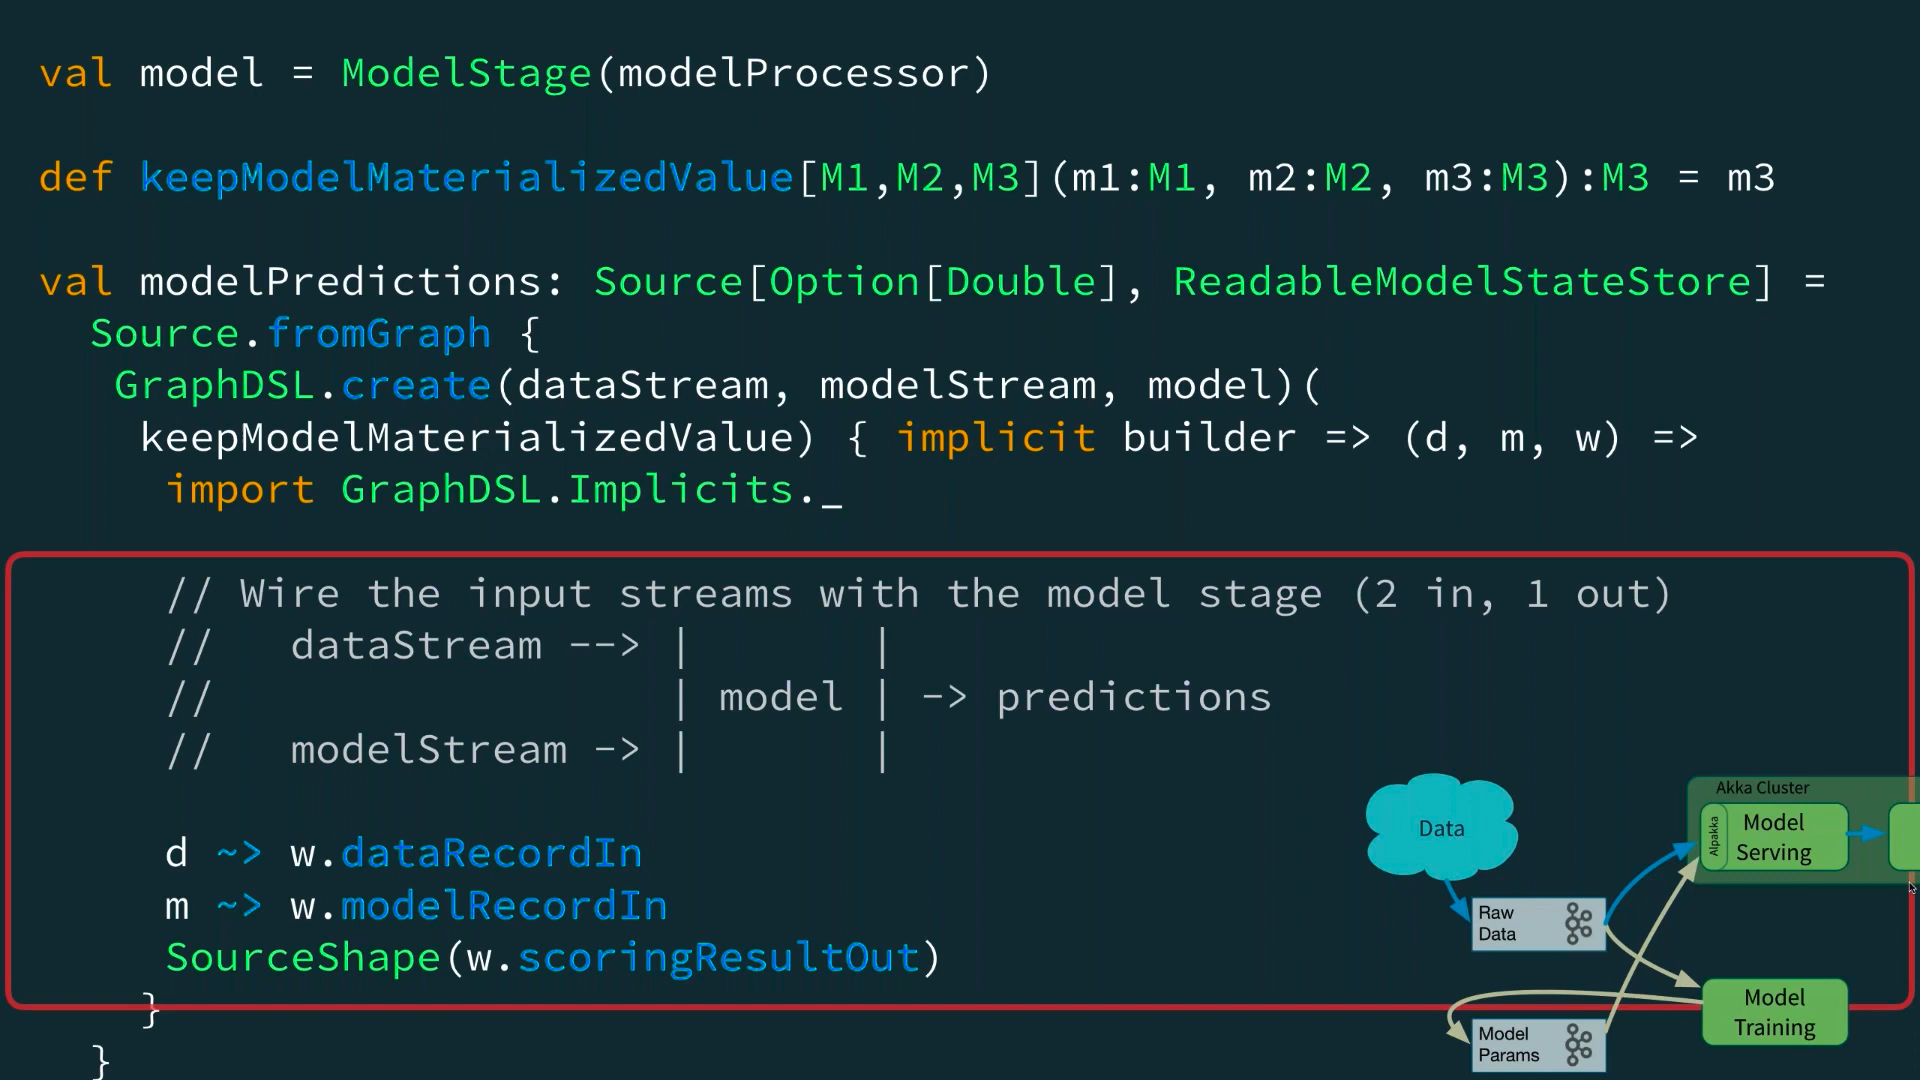 val model = ModelStage(modelProcessor)
def keepModelMaterializedValue[M1,M2,M3](m1:M1, m2:M2, m3:M3):M3 = m3
val modelPredictions: Source[Option[Double], ReadableModelStateStore] =
Source.fromGraph {
GraphDSL.create(dataStream, modelStream, model)(
keepModelMaterializedValue) { implicit builder => (d, m, w) =>
import GraphDSL.Implicits._
// Wire the input streams with the model stage (2 in, 1 out)
//   dataStream --> |       |
//                  | model | -> predictions
//   modelStream -> |       |
d ~> w.dataRecordIn
m ~> w.modelRecordIn
SourceShape(w.scoringResultOut)
}
}
Data
Akka Cluster
Alpakka
Model
Serving
Raw
Data
Model
Training
Model
Params